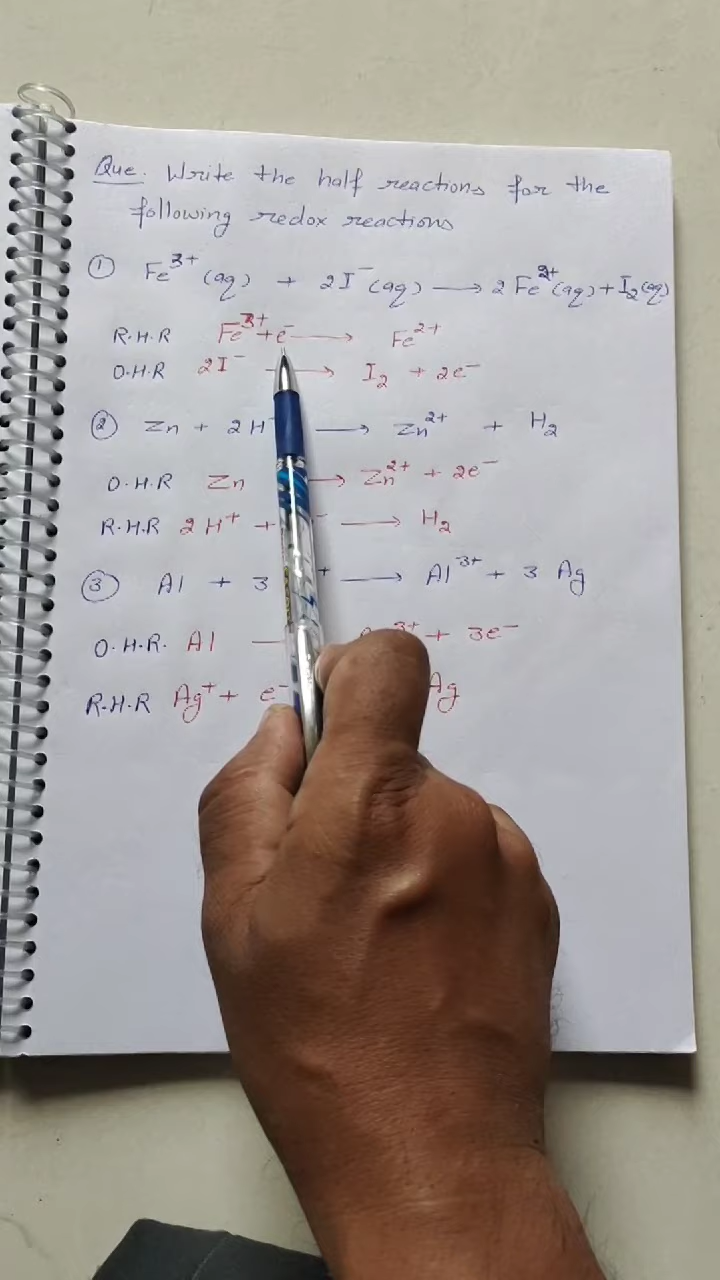 Que. Write the half reactions for the
following redox reactions
① Fe³⁺(aq) + 2I⁻(aq) ⟶ 2Fe²⁺(aq) + I₂(aq)
R.H.R Fe³⁺ + e⁻ ⟶ Fe²⁺
O.H.R 2I⁻ ⟶ I₂ + 2e⁻
② Zn + 2H ⟶ Zn²⁺ + H₂
O.H.R Zn ⟶ Zn²⁺ + 2e⁻
R.H.R 2H⁺ + ⁻ ⟶ H₂
③ Al + 3 ⁺ ⟶ Al³⁺ + 3 Ag
O.H.R. Al — ³⁺ + 3e⁻
R.H.R Ag⁺ + e⁻ Ag